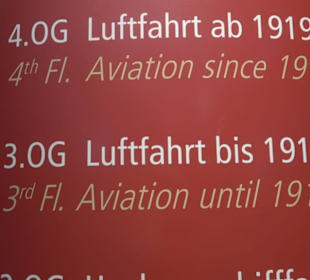 4.OG Luftfahrt ab 1919
4th Fl. Aviation since 19
3.OG Luftfahrt bis 191
3rd Fl. Aviation until 191